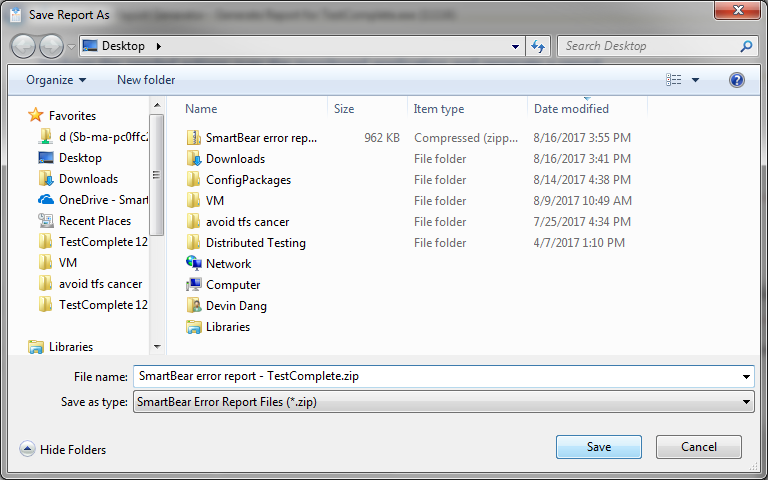 Save Report As
Desktop
Search Desktop
Organize
New folder
Favorites
d (Sb-ma-pc0ffc2
Desktop
Downloads
OneDrive - Smart
Recent Places
TestComplete 12
VM
avoid tfs cancer
TestComplete 12
Libraries
Name Size Item type Date modified
SmartBear error rep... 962 KB Compressed (zipp... 8/16/2017 3:55 PM
Downloads File folder 8/16/2017 3:41 PM
ConfigPackages File folder 8/14/2017 4:38 PM
VM File folder 8/9/2017 10:49 AM
avoid tfs cancer File folder 7/25/2017 4:34 PM
Distributed Testing File folder 4/7/2017 1:10 PM
Network
Computer
Devin Dang
Libraries
File name: SmartBear error report - TestComplete.zip
Save as type: SmartBear Error Report Files (*.zip)
Hide Folders
Save
Cancel